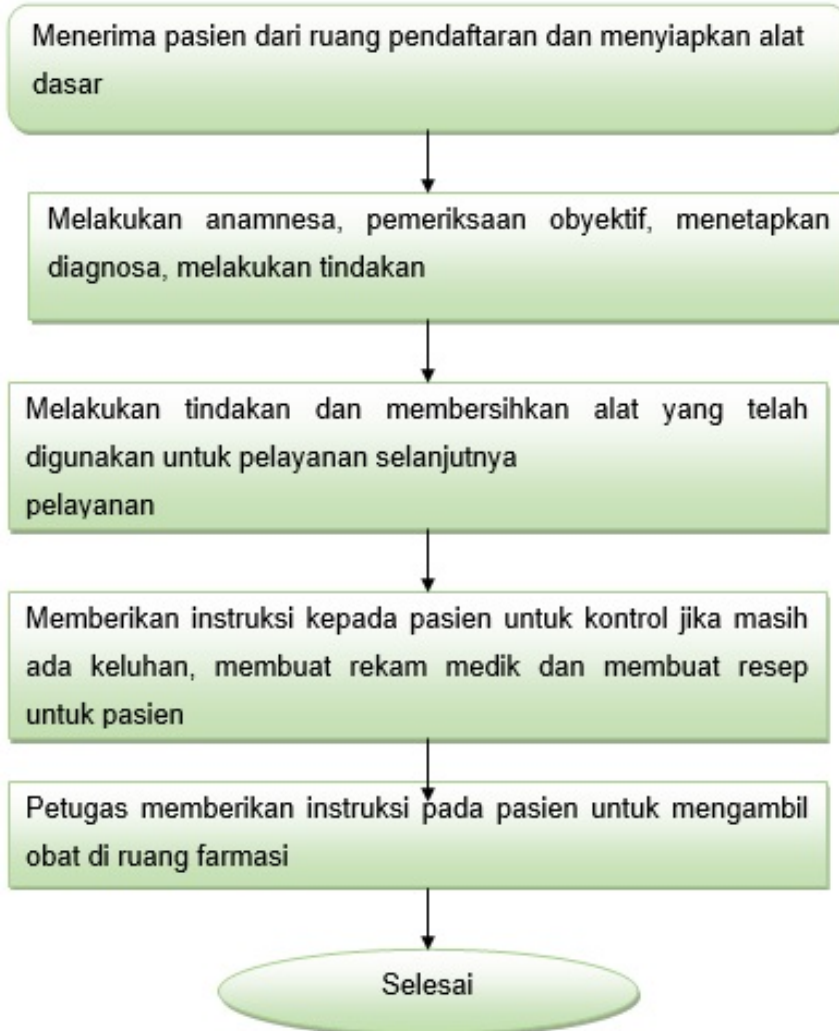 Menerima pasien dari ruang pendaftaran dan menyiapkan alat
dasar
Melakukan anamnesa, pemeriksaan obyektif, menetapkan
diagnosa, melakukan tindakan
Melakukan tindakan dan membersihkan alat yang telah
digunakan untuk pelayanan selanjutnya
pelayanan
Memberikan instruksi kepada pasien untuk kontrol jika masih
ada keluhan, membuat rekam medik dan membuat resep
untuk pasien
Petugas memberikan instruksi pada pasien untuk mengambil
obat di ruang farmasi
Selesai